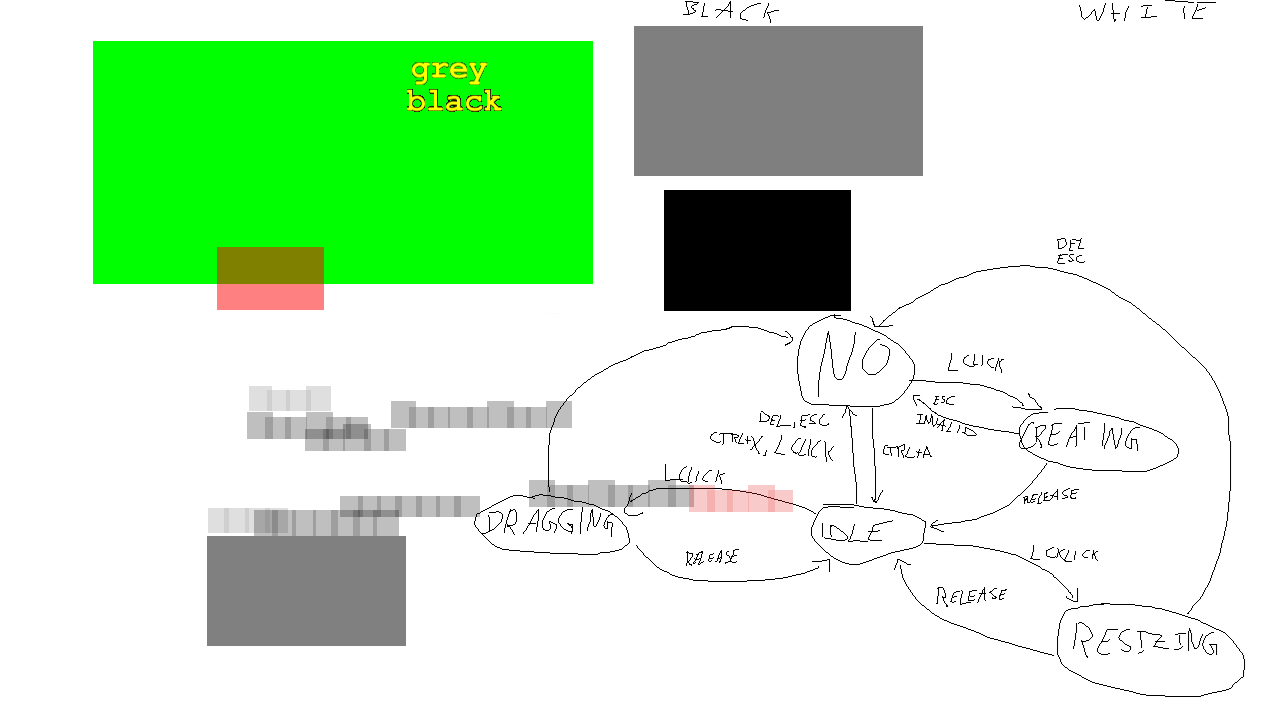 BLACK
WHITE
grey
black
DEL
ESC
NO
LCLICK
ESC
INVALID
CREATING
DEL, ESC
CTRL+X, LCLICK
CTRL+A
LCLICK
RELEASE
DRAGGING
IDLE
RELEASE
LCKLICK
RELEASE
RESIZING